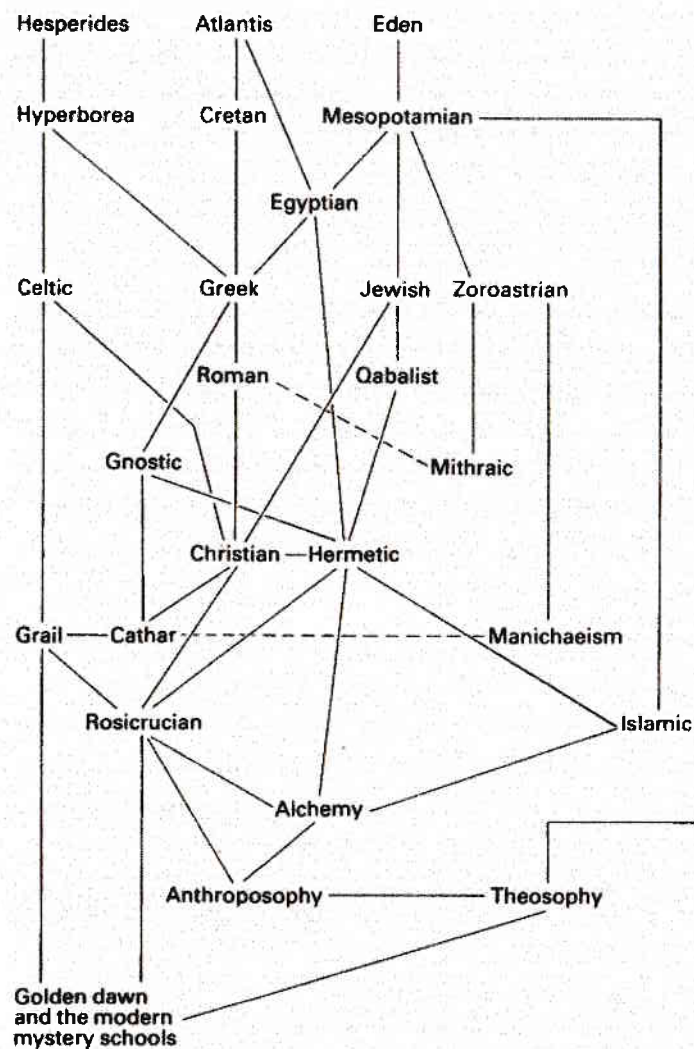 Hesperides Atlantis Eden
Hyperborea Cretan Mesopotamian
Egyptian
Celtic Greek Jewish Zoroastrian
Roman Qabalist
Gnostic Mithraic
Christian Hermetic
Grail Cathar Manichaeism
Rosicrucian Islamic
Alchemy
Anthroposophy Theosophy
Golden dawn
and the modern
mystery schools